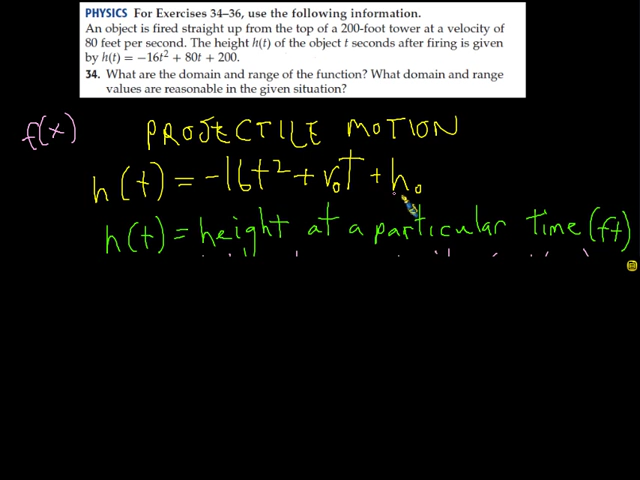 PHYSICS For Exercises 34–36, use the following information.
An object is fired straight up from the top of a 200-foot tower at a velocity of
80 feet per second. The height h(t) of the object t seconds after firing is given
by h(t) = −16t² + 80t + 200.
34. What are the domain and range of the function? What domain and range
values are reasonable in the given situation?
f(x) PROJECTILE MOTION
h(t) = -16t² + v₀t + h₀
h(t) = height at a particular time (ft)